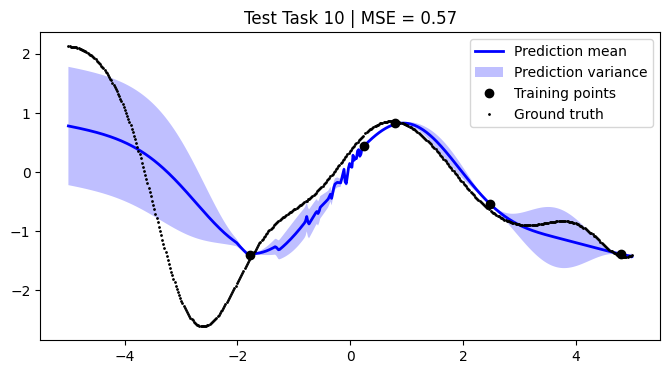 Test Task 10 | MSE = 0.57
Prediction mean
Prediction variance
Training points
Ground truth
2
1
0
−1
−2
−4
−2
0
2
4